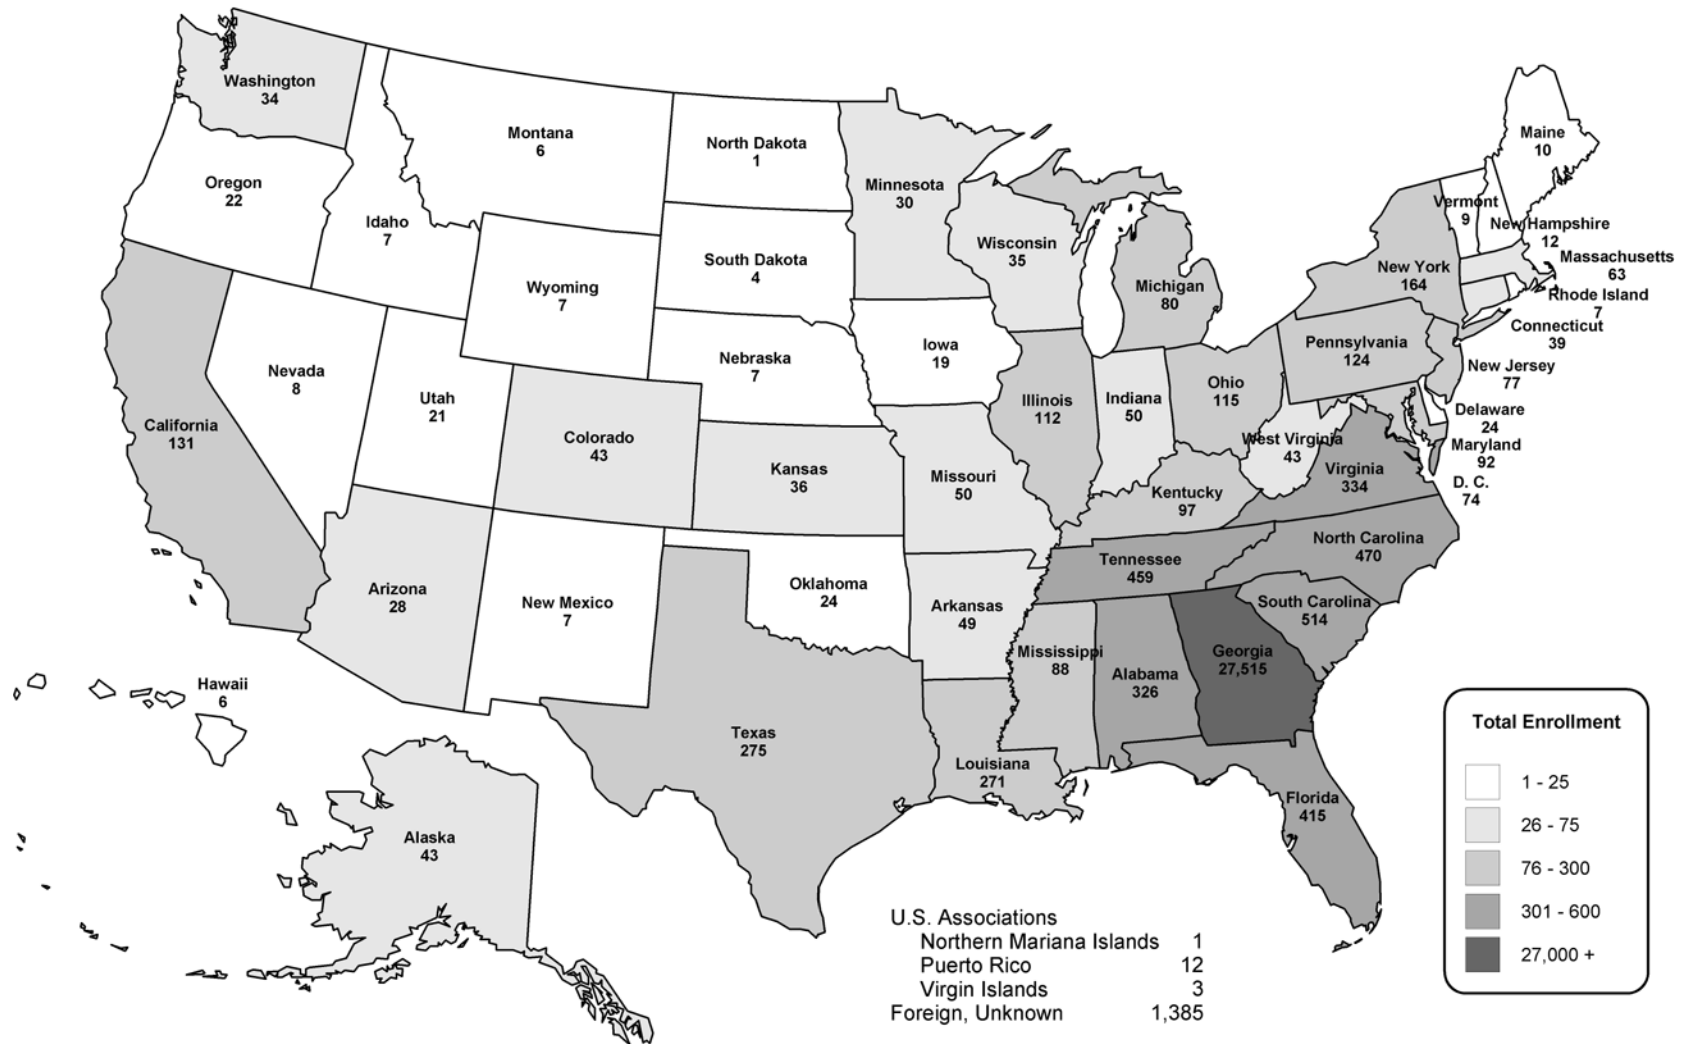 Washington
34
Oregon
22
Idaho
7
Montana
6
North Dakota
1
Minnesota
30
Wisconsin
35
Michigan
80
Maine
10
Vermont
9
New Hampshire
12
Massachusetts
63
Rhode Island
7
Connecticut
39
New York
164
Pennsylvania
124
New Jersey
77
Delaware
24
Maryland
92
D. C.
74
South Dakota
4
Wyoming
7
Nebraska
7
Iowa
19
Illinois
112
Indiana
50
Ohio
115
West Virginia
43
Virginia
334
California
131
Nevada
8
Utah
21
Colorado
43
Kansas
36
Missouri
50
Kentucky
97
Tennessee
459
North Carolina
470
South Carolina
514
Arizona
28
New Mexico
7
Oklahoma
24
Arkansas
49
Mississippi
88
Alabama
326
Georgia
27,515
Hawaii
6
Texas
275
Louisiana
271
Florida
415
Alaska
43
Total Enrollment
1 - 25
26 - 75
76 - 300
301 - 600
27,000 +
U.S. Associations
Northern Mariana Islands 1
Puerto Rico 12
Virgin Islands 3
Foreign, Unknown 1,385